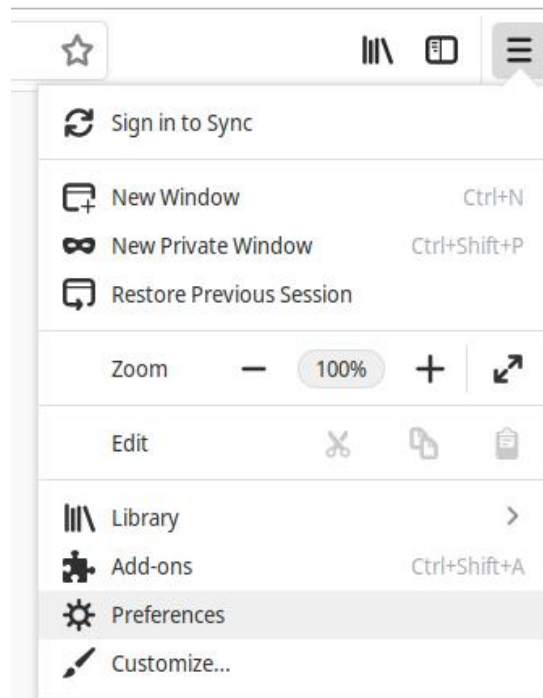 Sign in to Sync
New Window Ctrl+N
New Private Window Ctrl+Shift+P
Restore Previous Session
Zoom 100%
Edit
Library
Add-ons Ctrl+Shift+A
Preferences
Customize...